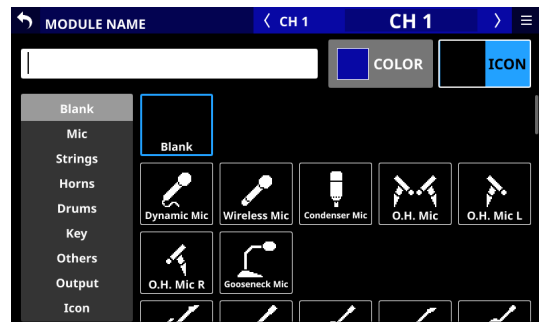 MODULE NAME
CH 1
CH 1
COLOR
ICON
Blank
Mic
Strings
Horns
Drums
Key
Others
Output
Icon
Blank
Dynamic Mic
Wireless Mic
Condenser Mic
O.H. Mic
O.H. Mic L
O.H. Mic R
Gooseneck Mic